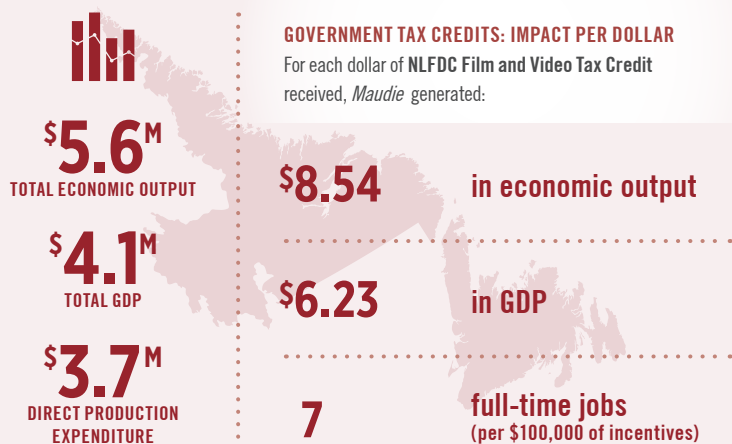 $5.6M
TOTAL ECONOMIC OUTPUT
$4.1M
TOTAL GDP
$3.7M
DIRECT PRODUCTION
EXPENDITURE
GOVERNMENT TAX CREDITS: IMPACT PER DOLLAR
For each dollar of NLFDC Film and Video Tax Credit
received, Maudie generated:
$8.54 in economic output
$6.23 in GDP
7 full-time jobs
(per $100,000 of incentives)